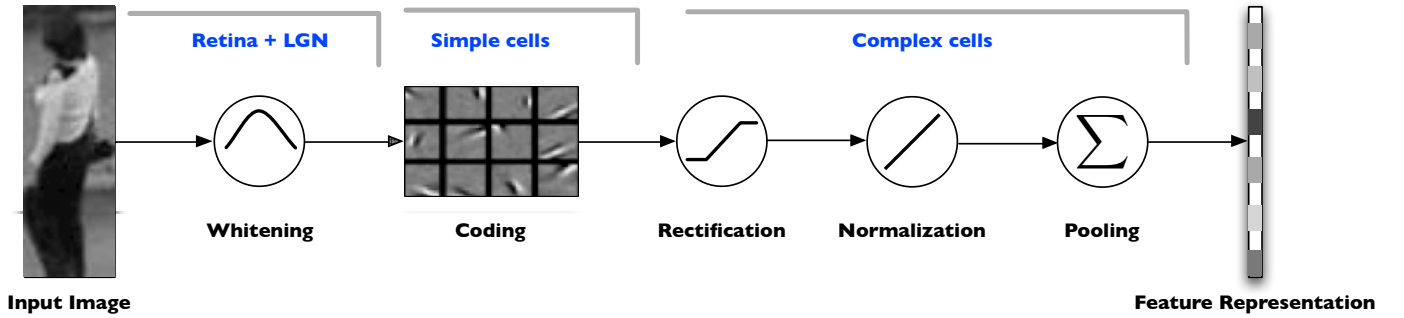 Retina + LGN
Simple cells
Complex cells
Σ
Whitening
Coding
Rectification
Normalization
Pooling
Input Image
Feature Representation